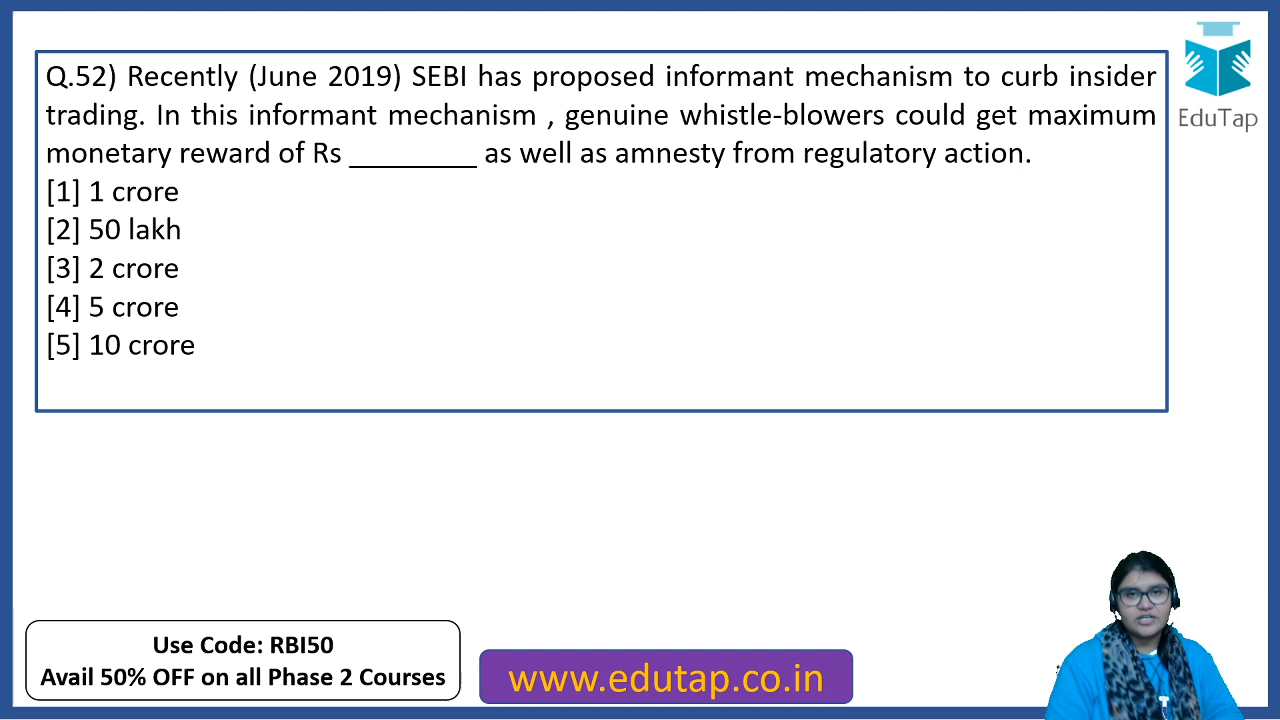 Q.52) Recently (June 2019) SEBI has proposed informant mechanism to curb insider
trading. In this informant mechanism , genuine whistle-blowers could get maximum
monetary reward of Rs _________ as well as amnesty from regulatory action.
[1] 1 crore
[2] 50 lakh
[3] 2 crore
[4] 5 crore
[5] 10 crore
EduTap
Use Code: RBI50
Avail 50% OFF on all Phase 2 Courses
www.edutap.co.in